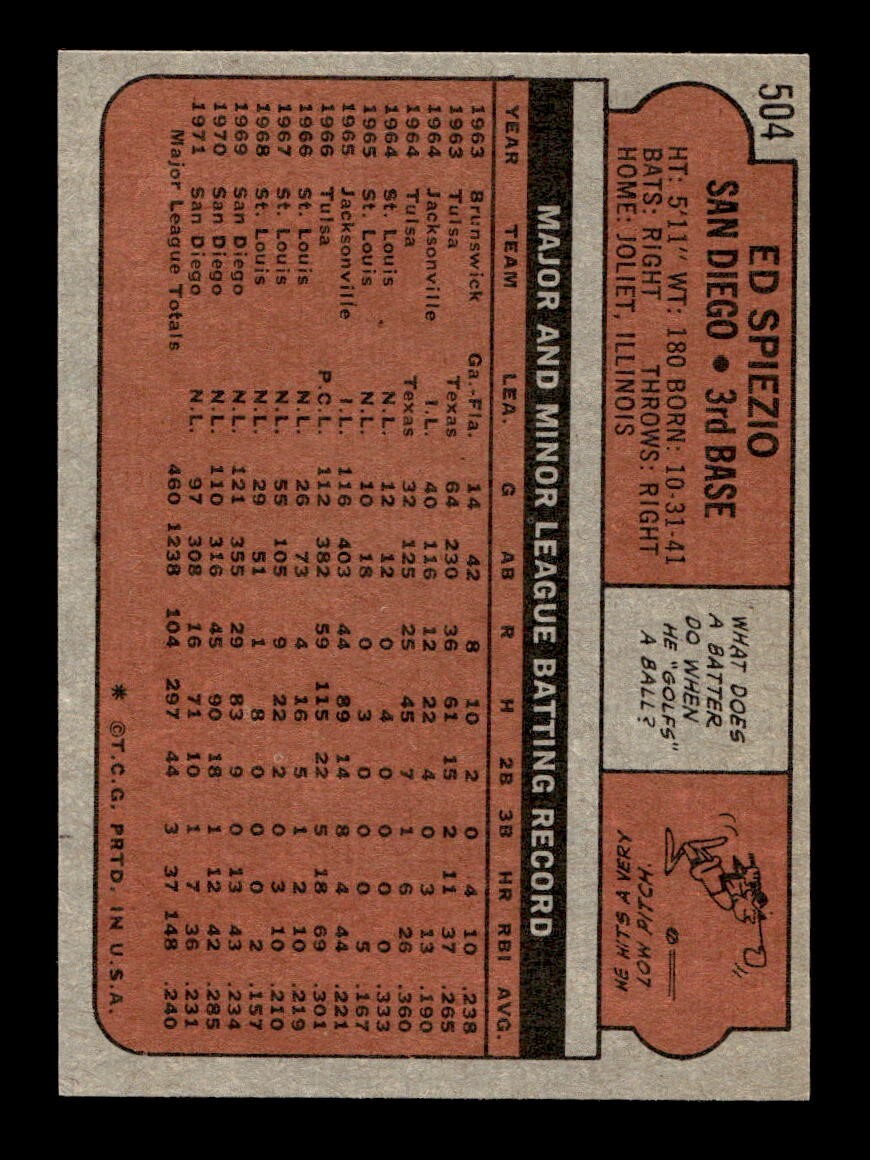 504
ED SPIEZIO
SAN DIEGO • 3rd BASE
HT: 5'11" WT: 180 BORN: 10-31-41
BATS: RIGHT THROWS: RIGHT
HOME: JOLIET, ILLINOIS
WHAT DOES
A BATTER
DO WHEN
HE "GOLFS"
A BALL?
HE HITS A VERY
LOW PITCH.
MAJOR AND MINOR LEAGUE BATTING RECORD
YEAR TEAM LEA. G AB R H 2B 3B HR RBI AVG.
1963 Brunswick Ga.-Fla. 14 42 8 10 2 0 4 10 .238
1963 Tulsa Texas 64 230 36 61 15 2 11 37 .265
1964 Jacksonville I.L. 40 116 12 22 4 0 3 13 .190
1964 Tulsa Texas 32 125 25 45 7 1 6 26 .360
1964 St. Louis N.L. 12 12 0 4 0 0 0 0 .333
1965 St. Louis N.L. 10 18 0 3 0 0 0 5 .167
1965 Jacksonville I.L. 116 403 44 89 14 8 4 44 .221
1966 Tulsa P.C.L. 112 382 59 115 22 5 18 69 .301
1966 St. Louis N.L. 26 73 4 16 5 1 2 10 .219
1967 St. Louis N.L. 55 105 9 22 2 0 3 10 .210
1968 St. Louis N.L. 29 51 1 8 0 0 0 2 .157
1969 San Diego N.L. 121 355 29 83 9 0 13 43 .234
1970 San Diego N.L. 110 316 45 90 18 1 12 42 .285
1971 San Diego N.L. 97 308 16 71 10 1 7 36 .231
Major League Totals 460 1238 104 297 44 3 37 148 .240
* ©T.C.G. PRTD. IN U.S.A.